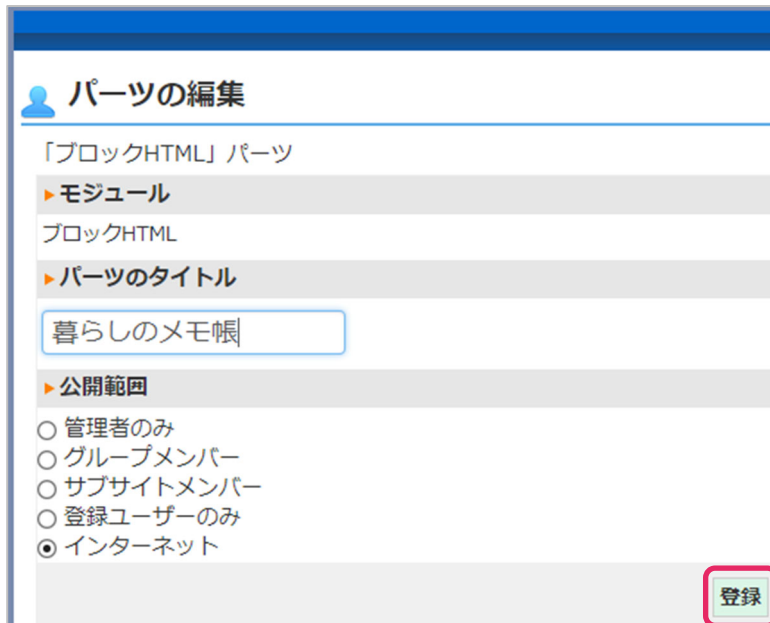 パーツの編集
「ブロックHTML」パーツ
モジュール
ブロックHTML
パーツのタイトル
暮らしのメモ帳
公開範囲
管理者のみ
グループメンバー
サブサイトメンバー
登録ユーザーのみ
インターネット
登録